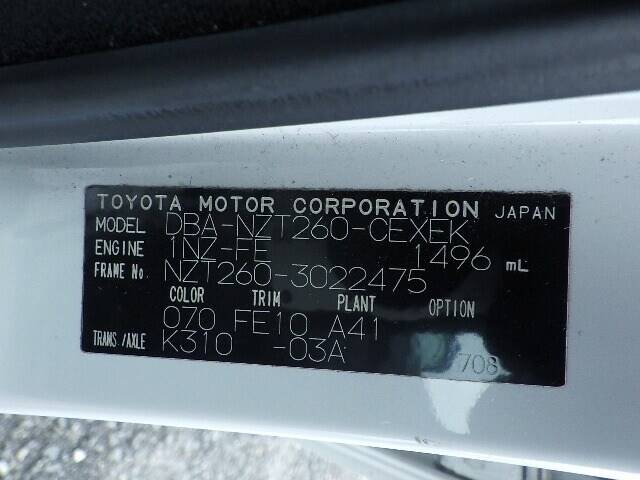 TOYOTA MOTOR CORPORATION JAPAN
MODEL DBA-NZT260-CEXEK
ENGINE 1NZ-FE 1496 mL
FRAME No. NZT260-3022475
COLOR TRIM PLANT OPTION
070 FE10 A41
TRANS./AXLE K310 -03A
708